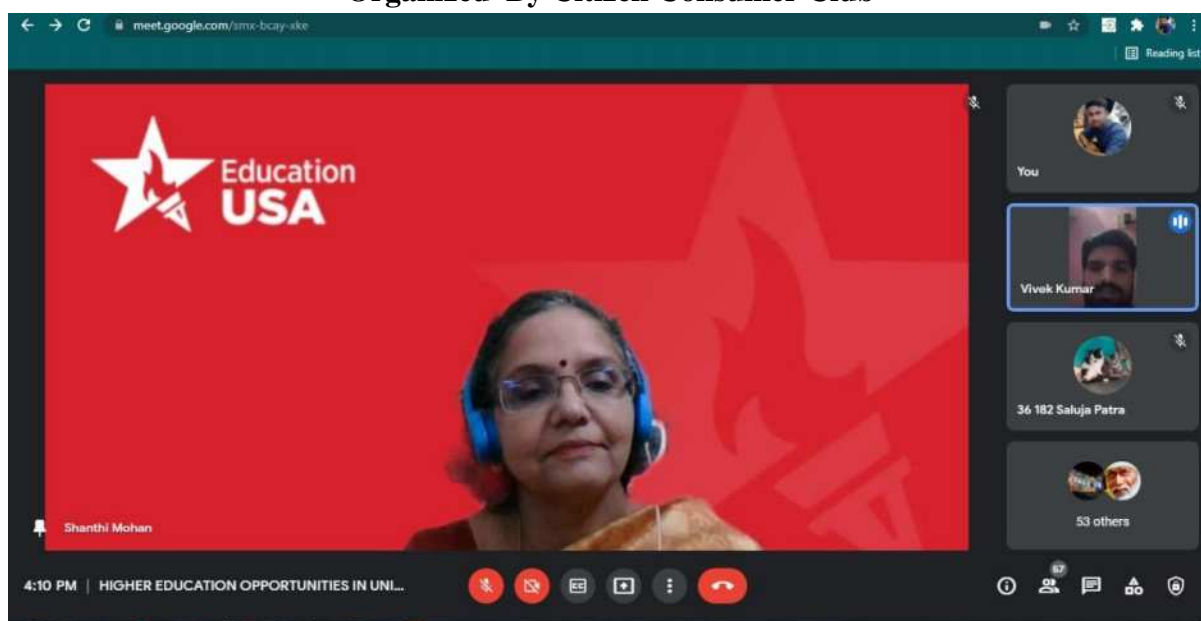 Organized By Citizen Consumer Club
meet.google.com/smx-bcay-xke
Reading list
Education
USA
You
Vivek Kumar
36 182 Saluja Patra
53 others
Shanthi Mohan
4:10 PM | HIGHER EDUCATION OPPORTUNITIES IN UNI...
CC
57